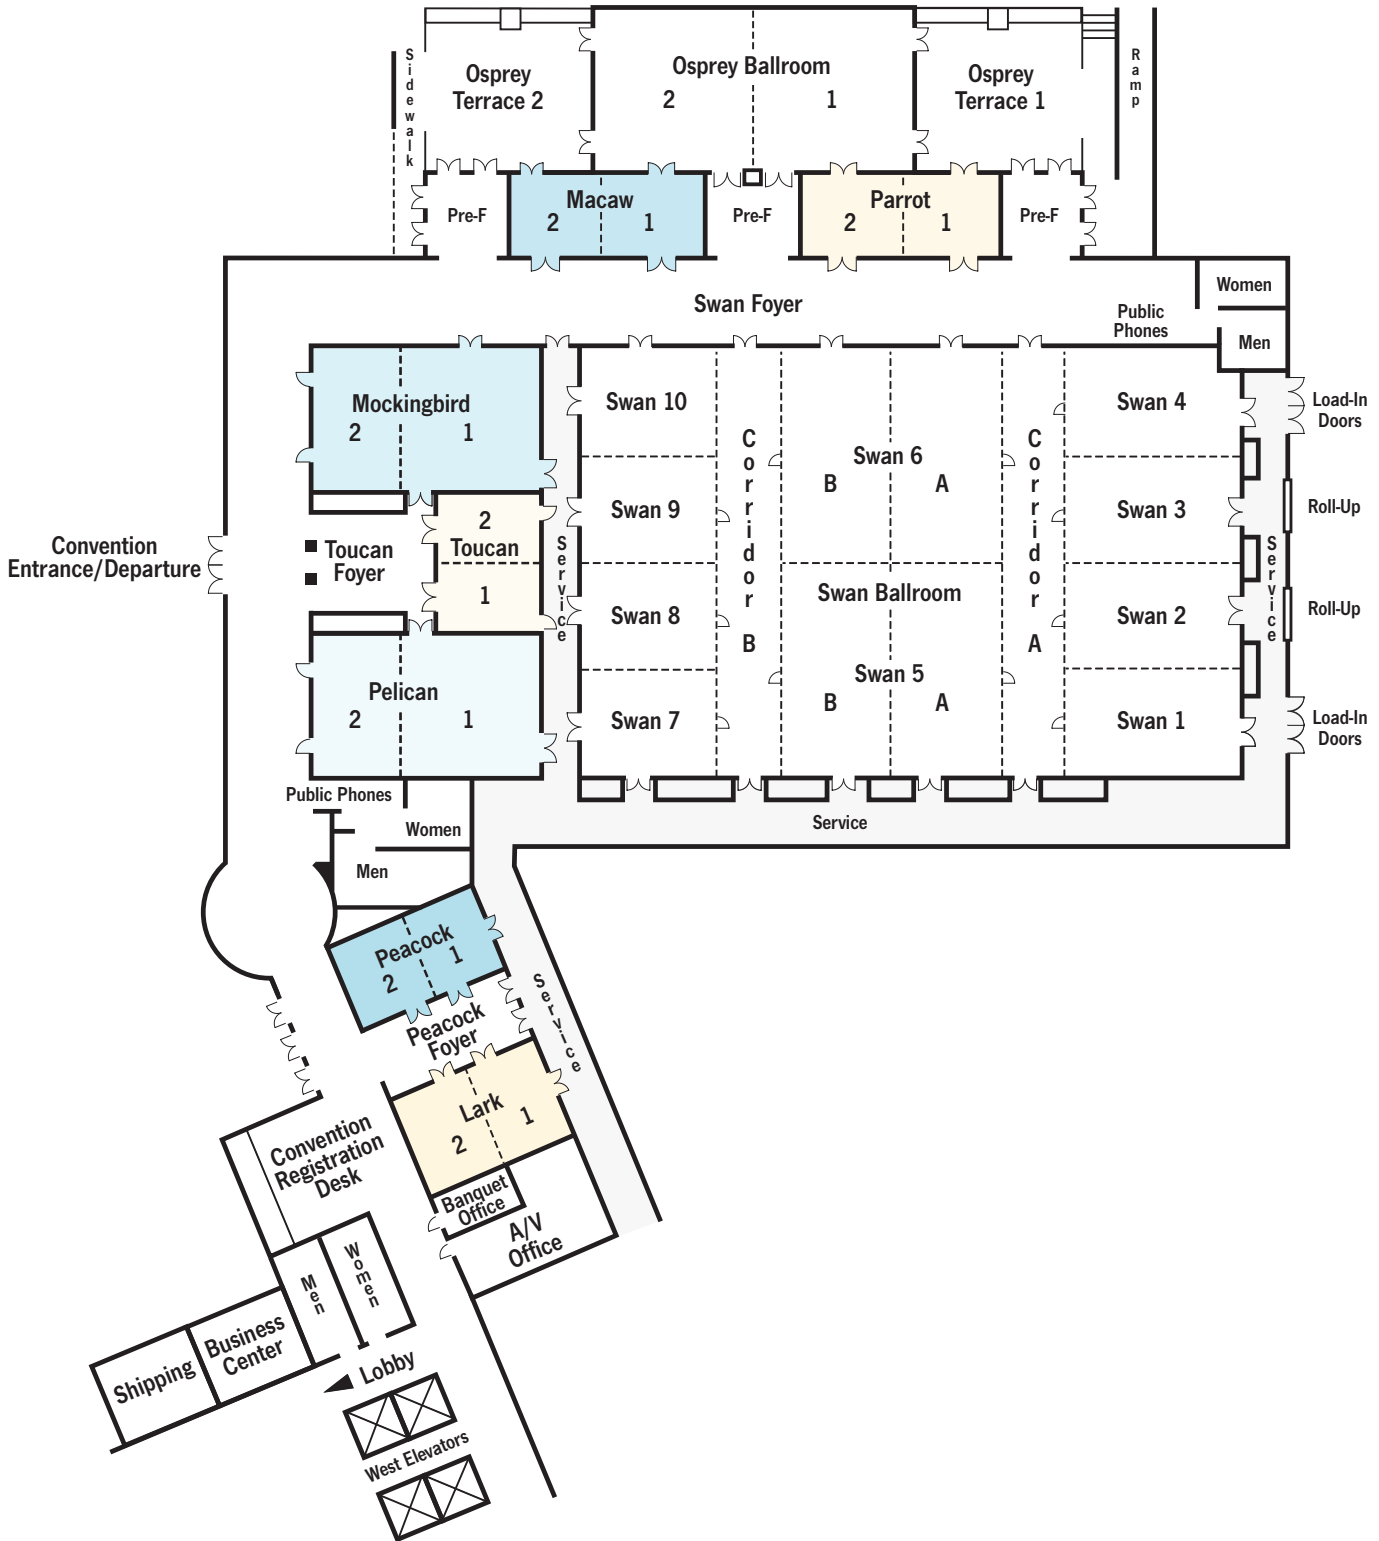 Sidewalk
Osprey
Terrace 2
Osprey Ballroom
2
1
Osprey
Terrace 1
Ramp
Pre-F
Macaw
2
1
Pre-F
Parrot
2
1
Pre-F
Swan Foyer
Women
Public
Phones
Men
Mockingbird
2
1
Swan 10
Corridor B
Swan 6
B
A
Corridor A
Swan 4
Load-In
Doors
Swan 9
Swan 3
Roll-Up
Convention
Entrance/Departure
Toucan
Foyer
2
Toucan
1
Service
Swan 8
Swan Ballroom
Swan 2
Service
Roll-Up
Pelican
2
1
Swan 7
Swan 5
B
A
Swan 1
Load-In
Doors
Public Phones
Women
Service
Men
Peacock
2
1
Service
Peacock
Foyer
Lark
2
1
Convention
Registration
Desk
Banquet
Office
A/V
Office
Men
Women
Shipping
Business
Center
Lobby
West Elevators